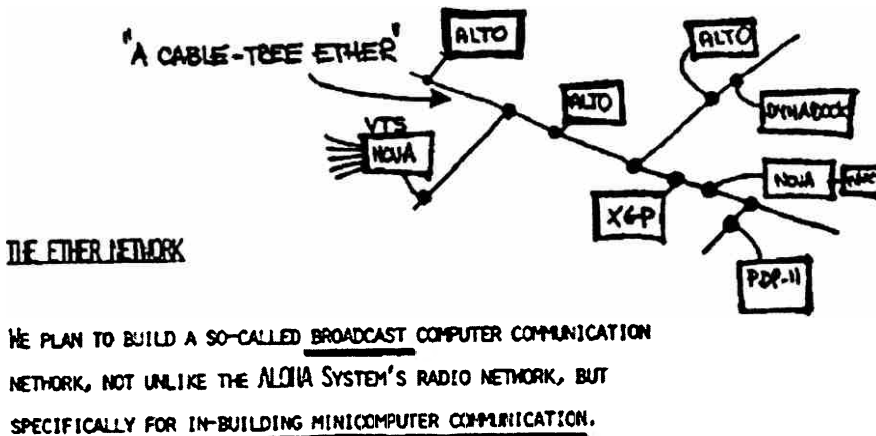 "A CABLE-TREE ETHER"
ALTO
ALTO
ALTO
DYNABOOK
VTS
NOVA
NOVA
XGP
PDP-11
THE ETHER NETWORK
WE PLAN TO BUILD A SO-CALLED BROADCAST COMPUTER COMMUNICATION
NETWORK, NOT UNLIKE THE ALOHA SYSTEM'S RADIO NETWORK, BUT
SPECIFICALLY FOR IN-BUILDING MINICOMPUTER COMMUNICATION.